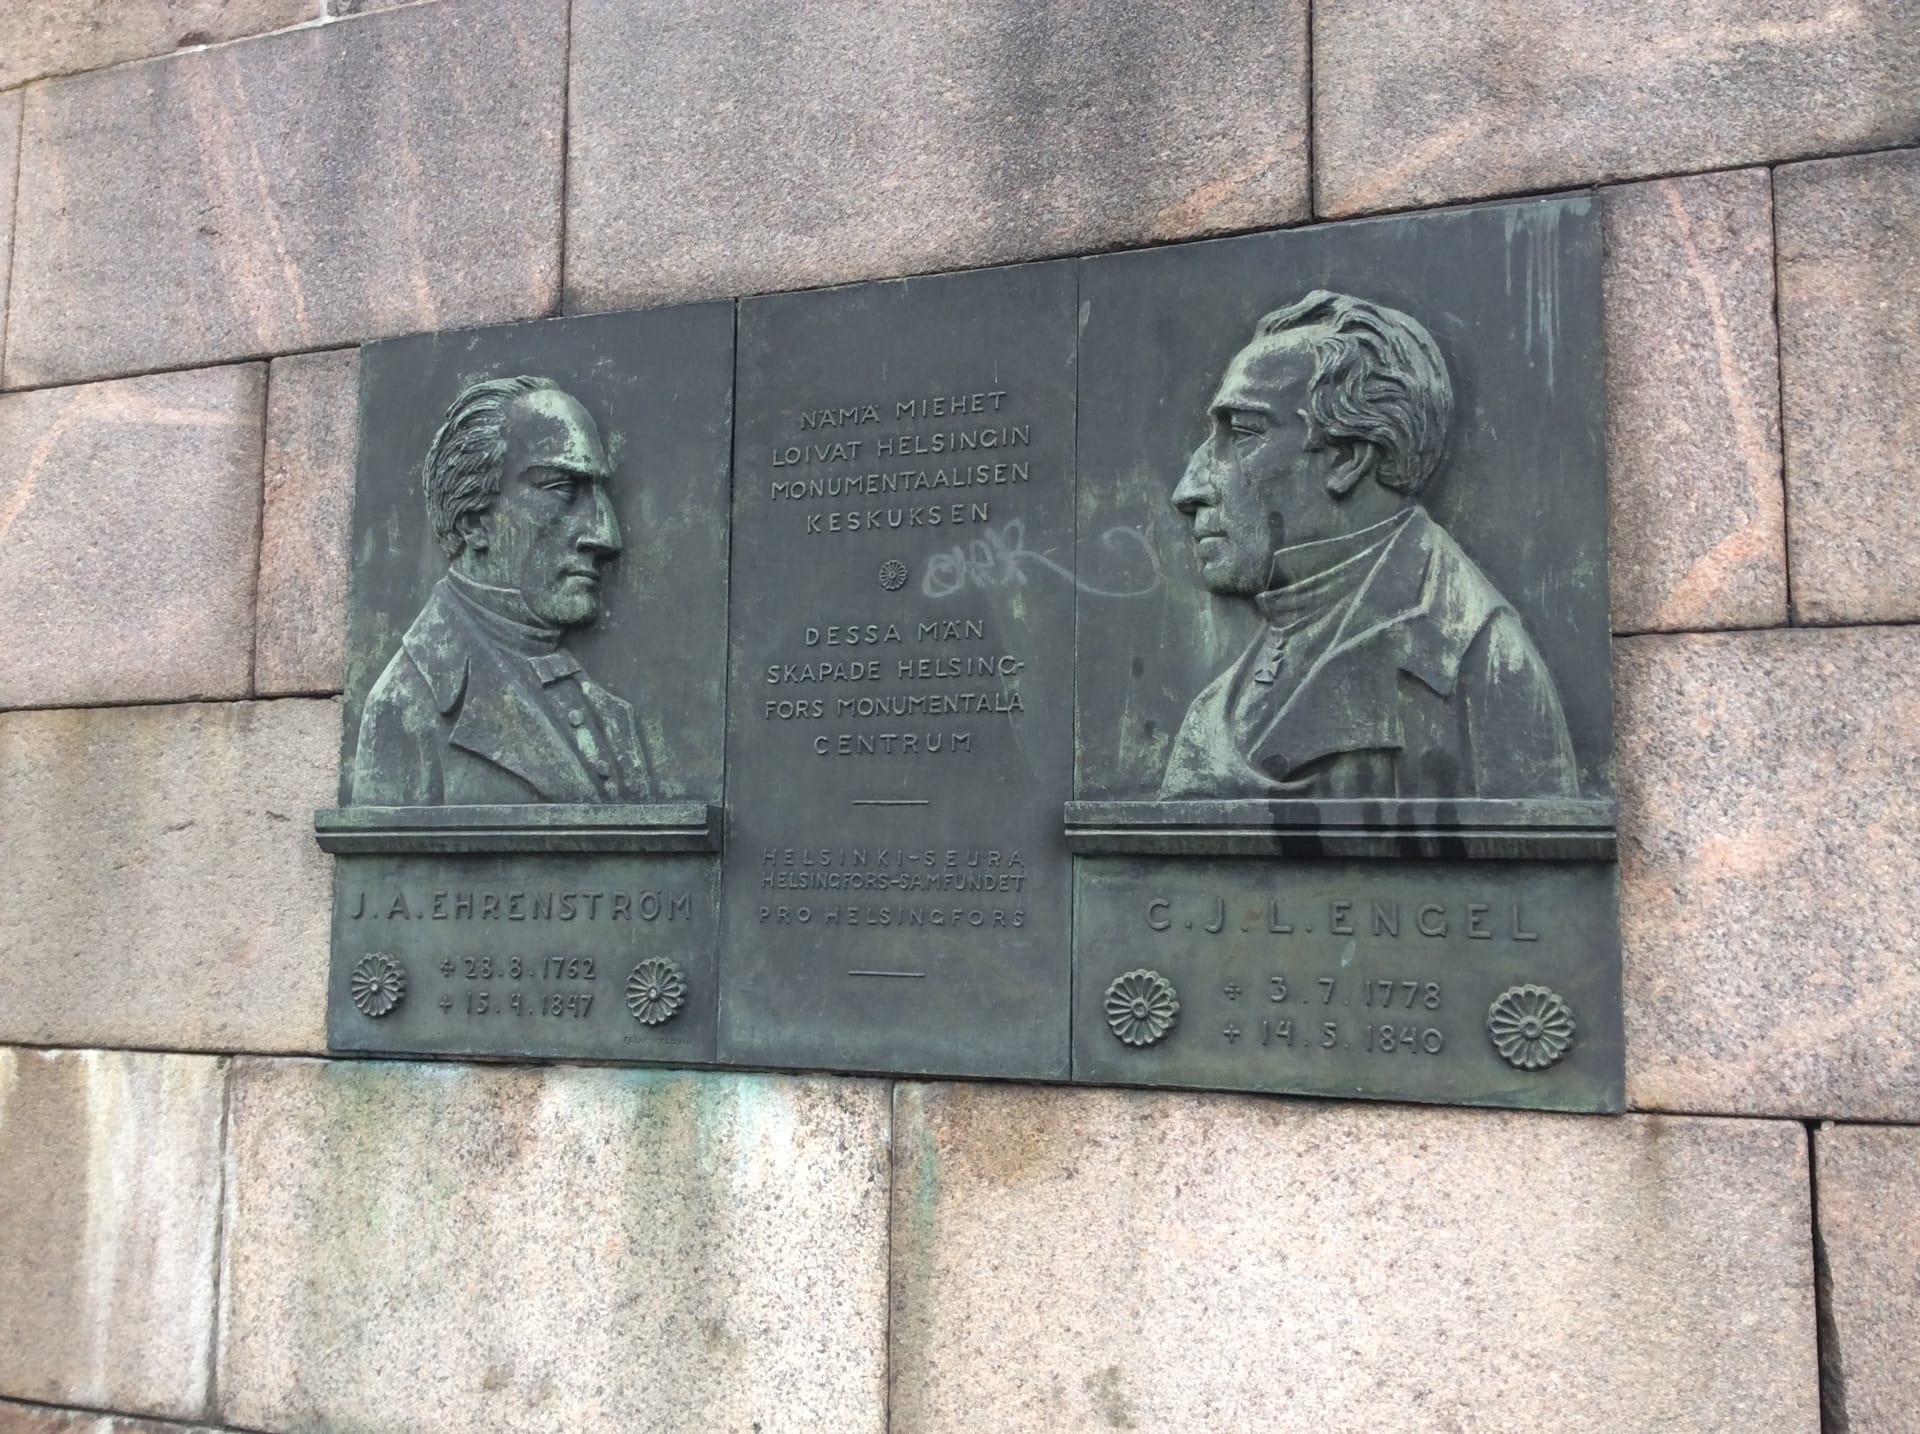 NÄMÄ MIEHET
LOIVAT HELSINGIN
MONUMENTAALISEN
KESKUKSEN
DESSA MÄN
SKAPADE HELSING-
FORS MONUMENTALA
CENTRUM
HELSINKI-SEURA
HELSINGFORS-SAMFUNDET
PRO HELSINGFORS
J.A.EHRENSTRÖM
28.8.1762
15.4.1847
C.J.L.ENGEL
3.7.1778
14.5.1840